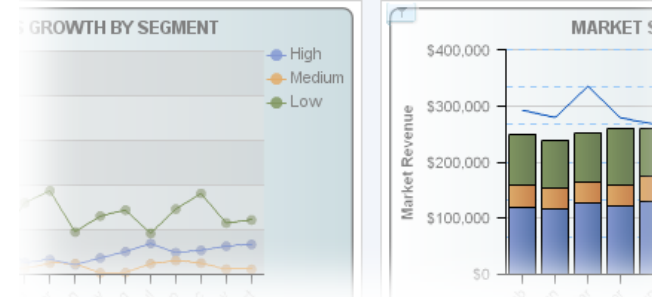 GROWTH BY SEGMENT
High
Medium
Low
MARKET
$400,000
$300,000
$200,000
$100,000
$0
Market Revenue